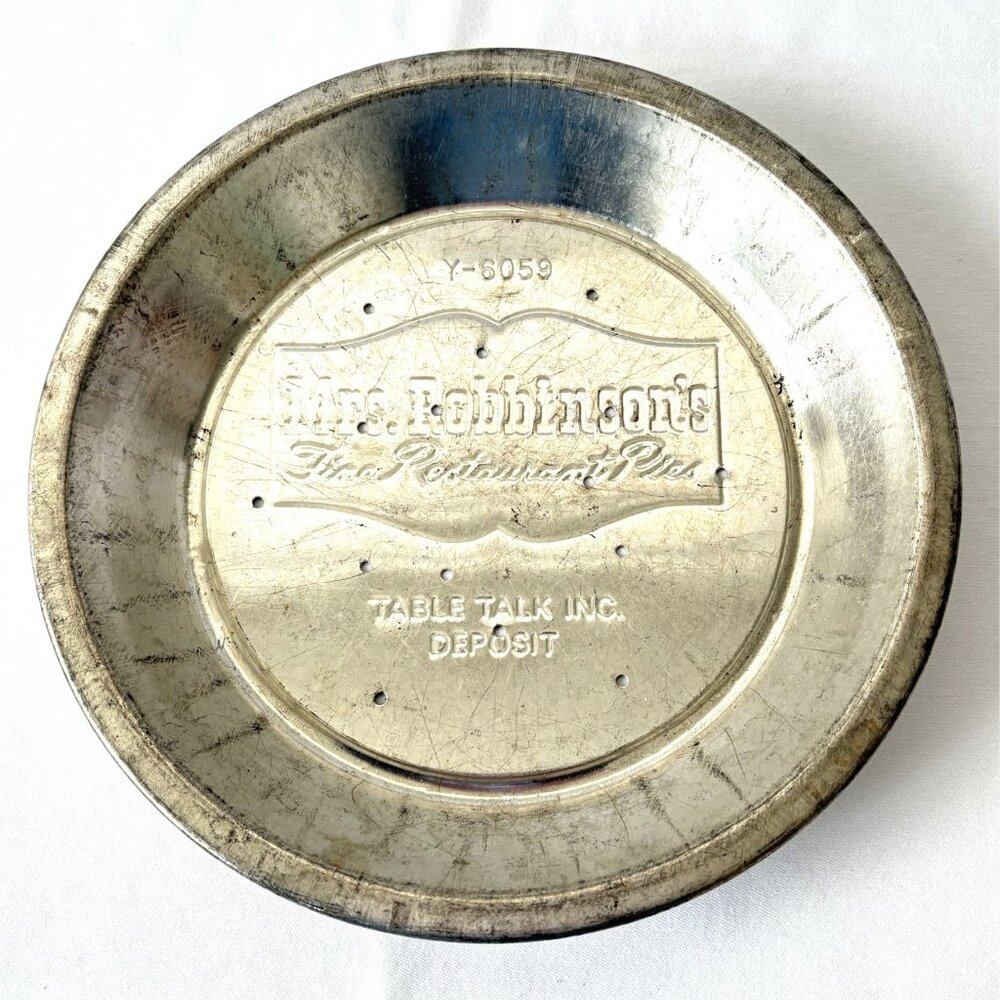 Y-6059
Mrs. Robbinson's
Fine Restaurant Pies
TABLE TALK INC.
DEPOSIT